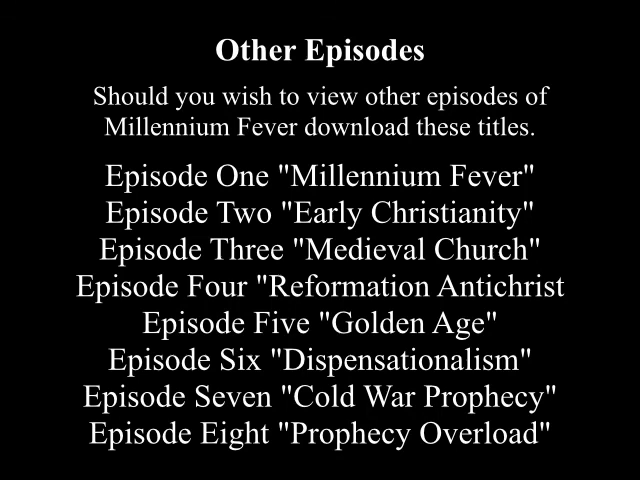 Other Episodes
Should you wish to view other episodes of
Millennium Fever download these titles.
Episode One "Millennium Fever"
Episode Two "Early Christianity"
Episode Three "Medieval Church"
Episode Four "Reformation Antichrist
Episode Five "Golden Age"
Episode Six "Dispensationalism"
Episode Seven "Cold War Prophecy"
Episode Eight "Prophecy Overload"